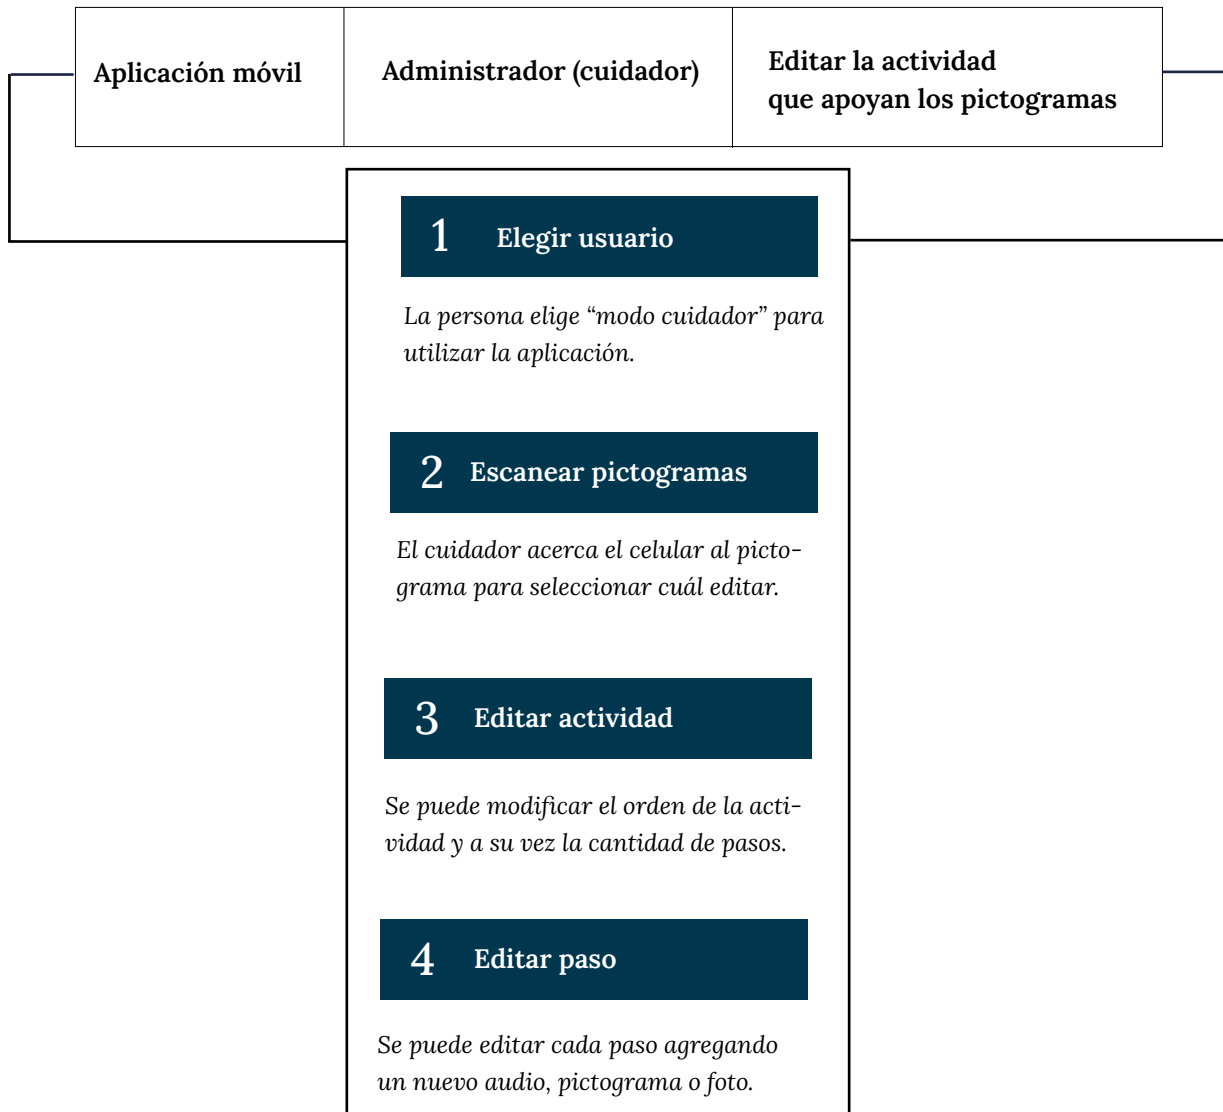 Aplicación móvil
Administrador (cuidador)
Editar la actividad
que apoyan los pictogramas
1 Elegir usuario
La persona elige “modo cuidador” para
utilizar la aplicación.
2 Escanear pictogramas
El cuidador acerca el celular al picto-
grama para seleccionar cuál editar.
3 Editar actividad
Se puede modificar el orden de la acti-
vidad y a su vez la cantidad de pasos.
4 Editar paso
Se puede editar cada paso agregando
un nuevo audio, pictograma o foto.